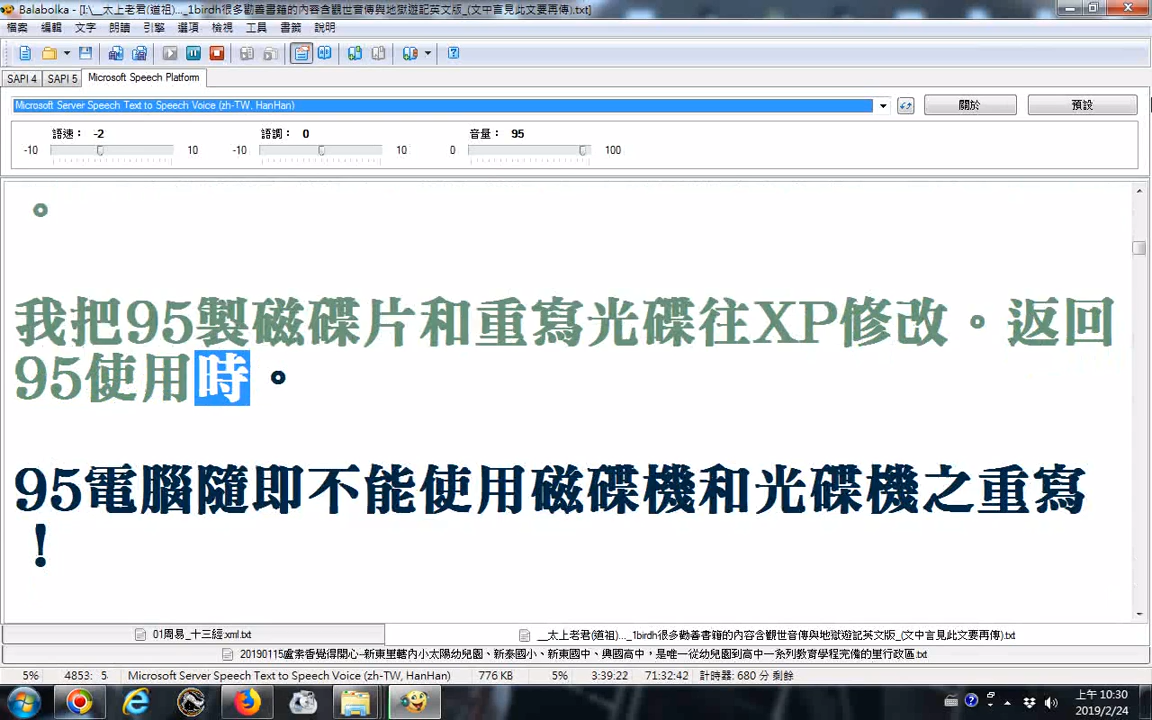 Balabolka - [I:\__太上老君(道祖)..._1birdh很多勸善書籍的內容含觀世音傳與地獄遊記英文版_(文中言見此文要再傳).txt]
檔案 編輯 文字 朗讀 引擎 選項 檢視 工具 書籤 說明
SAPI 4 SAPI 5 Microsoft Speech Platform
Microsoft Server Speech Text to Speech Voice (zh-TW, HanHan) 關於 預設
語速： -2 語調： 0 音量： 95
-10 10 -10 10 0 100
。
我把95製磁碟片和重寫光碟往XP修改。返回
95使用時。
95電腦隨即不能使用磁碟機和光碟機之重寫
！
01周易_十三經.xml.txt __太上老君(道祖)..._1birdh很多勸善書籍的內容含觀世音傳與地獄遊記英文版_(文中言見此文要再傳).txt
20190115盧素香覺得開心─新東里轄內小太陽幼兒園、新泰國小、新東國中、興國高中，是唯一從幼兒園到高中一系列教育學程完備的里行政區.txt
5% 4853: 5 Microsoft Server Speech Text to Speech Voice (zh-TW, HanHan) 776 KB 5% 3:39:22 71:32:42 計時器: 680 分 剩餘
上午 10:30
2019/2/24